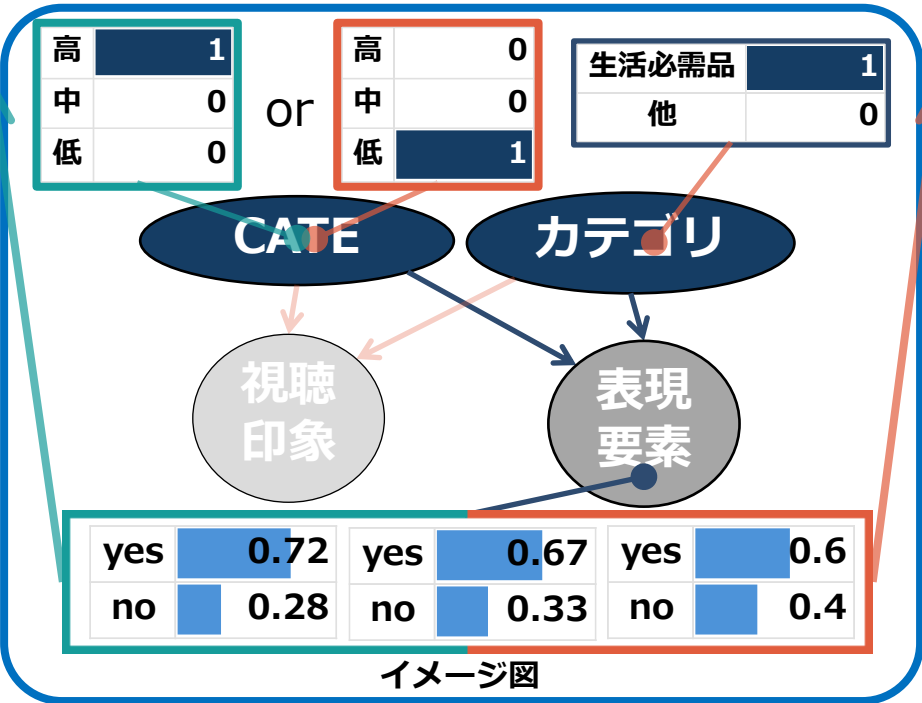 高 1
中 0
低 0
or
高 0
中 0
低 1
生活必需品 1
他 0
CATE
カテゴリ
視聴
印象
表現
要素
yes 0.72
no 0.28
yes 0.67
no 0.33
yes 0.6
no 0.4
イメージ図